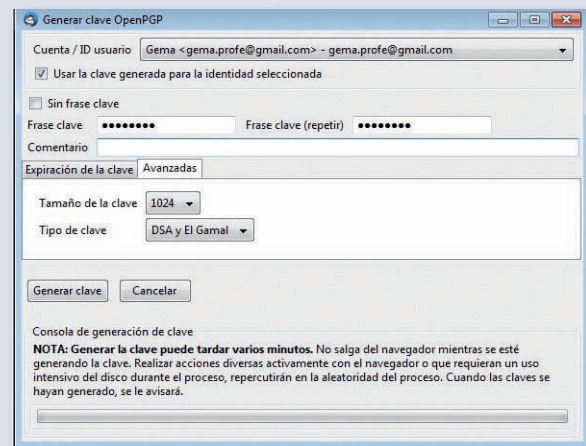 Generar clave OpenPGP
Cuenta / ID usuario Gema <gema.profe@gmail.com> - gema.profe@gmail.com
Usar la clave generada para la identidad seleccionada
Sin frase clave
Frase clave •••••••• Frase clave (repetir) ••••••••
Comentario
Expiración de la clave Avanzadas
Tamaño de la clave 1024
Tipo de clave DSA y El Gamal
Generar clave Cancelar
Consola de generación de clave
NOTA: Generar la clave puede tardar varios minutos. No salga del navegador mientras se esté
generando la clave. Realizar acciones diversas activamente con el navegador o que requieran un uso
intensivo del disco durante el proceso, repercutirán en la aleatoridad del proceso. Cuando las claves se
hayan generado, se le avisará.